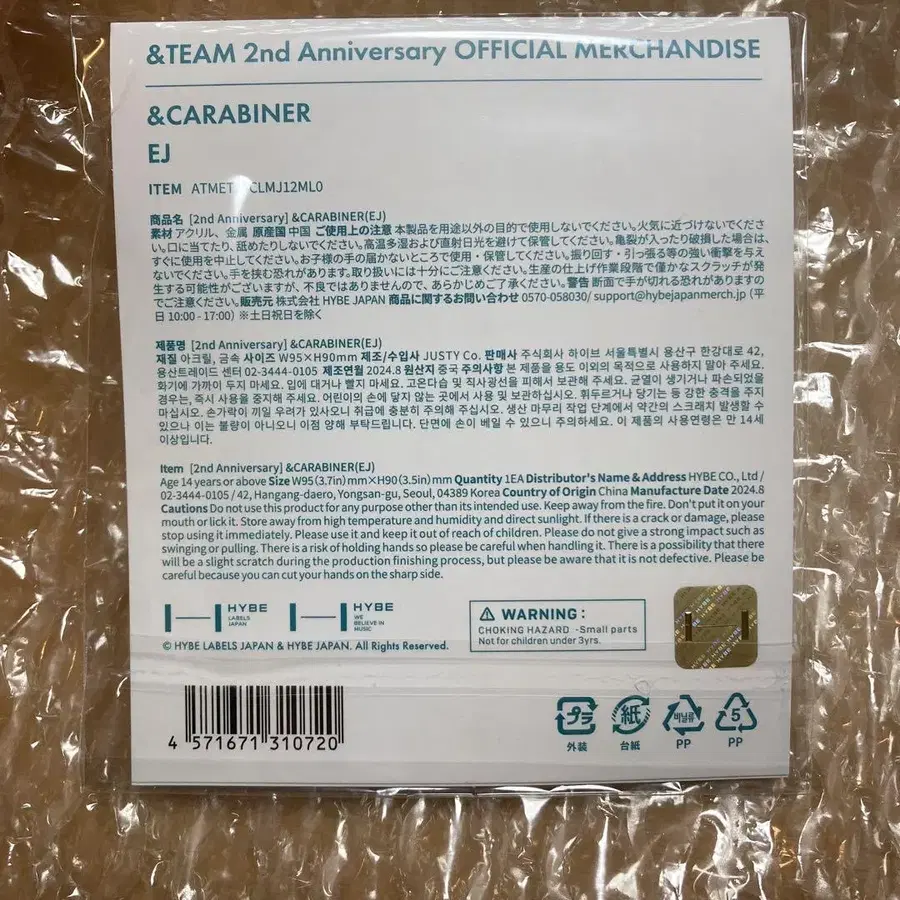 &TEAM 2nd Anniversary OFFICIAL MERCHANDISE
&CARABINER
EJ
ITEM ATMET CLMJ12ML0
商品名 [2nd Anniversary] &CARABINER(EJ)
素材 アクリル、金属 原産国 中国 ご使用上の注意 本製品を用途以外の目的で使用しないでください。火気に近づけないでくださ
い。口に当てたり、舐めたりしないでください。高温多湿および直射日光を避けて保管してください。亀裂が入ったり破損した場合は、
すぐに使用を中止してください。お子様の手の届かないところで使用・保管してください。振り回す・引っ張る等の強い衝撃を与え
ないでください。手を挟む恐れがあります。取り扱いには十分にご注意ください。生産の仕上げ作業段階で僅かなスクラッチが発
生する可能性がございますが、不良ではありませんので、あらかじめご了承ください。警告 断面で手が切れる恐れがありますの
でご注意ください。販売元 株式会社 HYBE JAPAN 商品に関するお問い合わせ 0570-058030/ support@hybejapanmerch.jp (平
日 10:00 - 17:00) ※土日祝日を除く
제품명 [2nd Anniversary] &CARABINER(EJ)
재질 아크릴, 금속 사이즈 W95×H90mm 제조/수입사 JUSTY Co. 판매사 주식회사 하이브 서울특별시 용산구 한강대로 42,
용산트레이드 센터 02-3444-0105 제조연월 2024.8 원산지 중국 주의사항 본 제품을 용도 이외의 목적으로 사용하지 말아 주세요.
화기에 가까이 두지 마세요. 입에 대거나 빨지 마세요. 고온다습 및 직사광선을 피해서 보관해 주세요. 균열이 생기거나 파손되었을
경우는, 즉시 사용을 중지해 주세요. 어린이의 손에 닿지 않는 곳에서 사용 및 보관하십시오. 휘두르거나 당기는 등 강한 충격을 주지
마십시오. 손가락이 끼일 우려가 있사오니 취급에 충분히 주의해 주십시오. 생산 마무리 작업 단계에서 약간의 스크래치 발생할 수
있으나 이는 불량이 아니오니 이점 양해 부탁드립니다. 단면에 손이 베일 수 있으니 주의하세요. 이 제품의 사용연령은 만 14세
이상입니다.
Item [2nd Anniversary] &CARABINER(EJ)
Age 14 years or above Size W95(3.7in)mm×H90(3.5in)mm Quantity 1EA Distributor's Name & Address HYBE CO., Ltd /
02-3444-0105 / 42, Hangang-daero, Yongsan-gu, Seoul, 04389 Korea Country of Origin China Manufacture Date 2024.8
Cautions Do not use this product for any purpose other than its intended use. Keep away from the fire. Don't put it on your
mouth or lick it. Store away from high temperature and humidity and direct sunlight. If there is a crack or damage, please
stop using it immediately. Please use it and keep it out of reach of children. Please do not give a strong impact such as
swinging or pulling. There is a risk of holding hands so please be careful when handling it. There is a possibility that there
will be a slight scratch during the production finishing process, but please be aware that it is not defective. Please be
careful because you can cut your hands on the sharp side.
HYBE
LABELS
JAPAN
HYBE
WE
BELIEVE IN
MUSIC
© HYBE LABELS JAPAN & HYBE JAPAN. All Rights Reserved.
WARNING :
CHOKING HAZARD -Small parts
Not for children under 3yrs.
4 571671 310720
プラ
外装
紙
台紙
비닐류
PP
5
PP